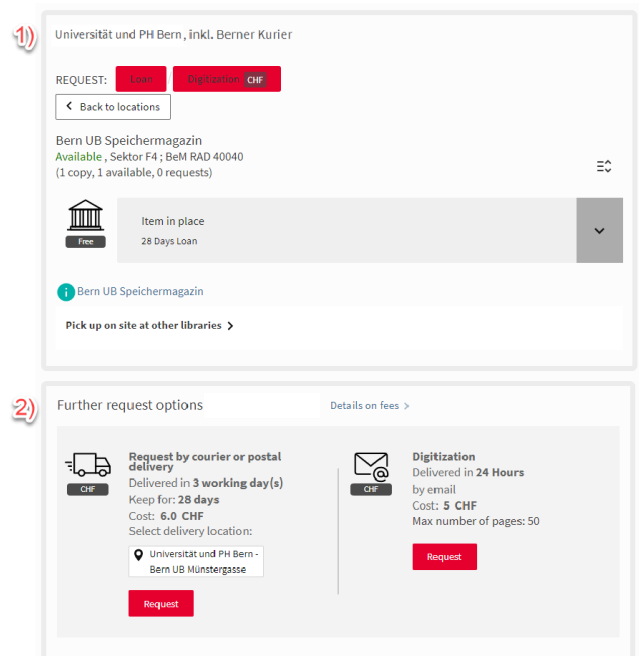 1)
Universität und PH Bern, inkl. Berner Kurier
REQUEST: Loan / Digitization CHF
Back to locations
Bern UB Speichermagazin
Available , Sektor F4 ; BeM RAD 40040
(1 copy, 1 available, 0 requests)
Item in place
Free
28 Days Loan
i Bern UB Speichermagazin
Pick up on site at other libraries
2)
Further request options
Details on fees
Request by courier or postal
delivery
CHF
Delivered in 3 working day(s)
Keep for: 28 days
Cost: 6.0 CHF
Select delivery location:
Universität und PH Bern -
Bern UB Münstergasse
Request
Digitization
Delivered in 24 Hours
CHF
by email
Cost: 5 CHF
Max number of pages: 50
Request